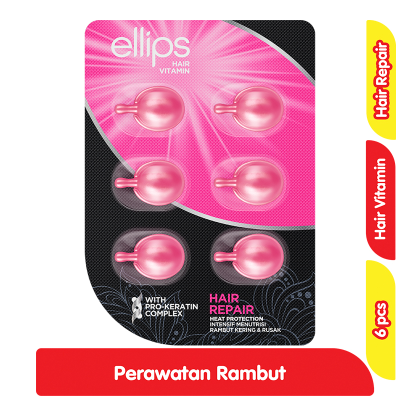 ellips
HAIR
VITAMIN
WITH
PRO-KERATIN
COMPLEX
HAIR
REPAIR
HEAT PROTECTION
INTENSIF MENUTRISI
RAMBUT KERING & RUSAK
Hair Repair
Hair Vitamin
6 pcs
Perawatan Rambut